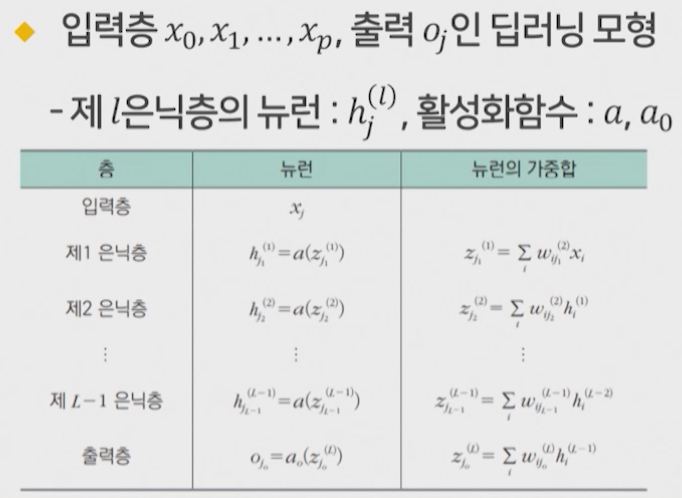 ◆ 입력층 x₀, x₁, ..., xₚ, 출력 oⱼ인 딥러닝 모형
- 제 l은닉층의 뉴런 : h_j^{(l)}, 활성화함수 : a, a₀
층 뉴런 뉴런의 가중합
입력층 x_j
제1 은닉층 h_{j_1}^{(1)}=a(z_{j_1}^{(1)}) z_{j_1}^{(1)}= Σ_i w_{ij_1}^{(2)}x_i
제2 은닉층 h_{j_2}^{(2)}=a(z_{j_2}^{(2)}) z_{j_2}^{(2)}= Σ_i w_{ij_2}^{(2)}h_i^{(1)}
⋮ ⋮ ⋮
제 L-1 은닉층 h_{j_{L-1}}^{(L-1)}=a(z_{j_{L-1}}^{(L-1)}) z_{j_{L-1}}^{(L-1)}= Σ_i w_{ij_{L-1}}^{(L-1)}h_i^{(L-2)}
출력층 o_{j_o}=a_o(z_{j_o}^{(L)}) z_{j_o}^{(L)}= Σ_i w_{ij_o}^{(L)}h_i^{(L-1)}